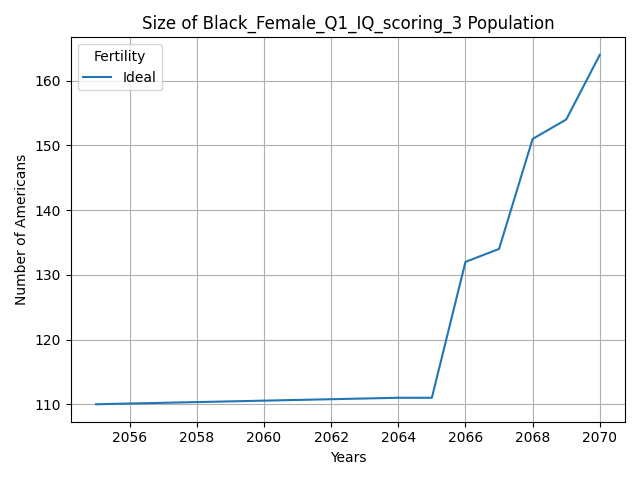 Size of Black_Female_Q1_IQ_scoring_3 Population
Fertility
Ideal
Number of Americans
160
150
140
130
120
110
2056 2058 2060 2062 2064 2066 2068 2070
Years